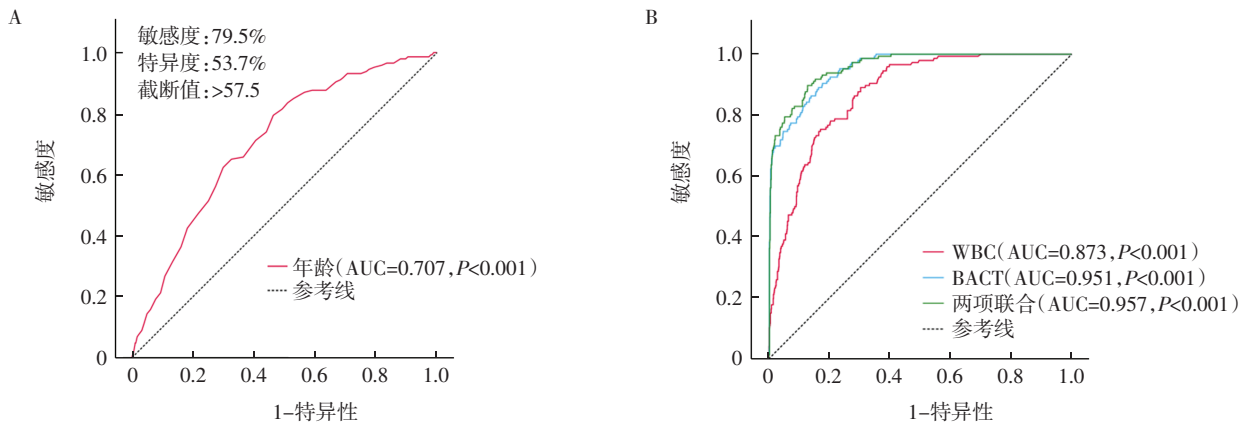 A
敏感度:79.5%
特异度:53.7%
截断值:>57.5
1.0
0.8
0.6
0.4
0.2
0
敏感度
年龄(AUC=0.707,P<0.001)
参考线
0
0.2
0.4
0.6
0.8
1.0
1-特异性
B
1.0
0.8
0.6
0.4
0.2
0
敏感度
WBC(AUC=0.873,P<0.001)
BACT(AUC=0.951,P<0.001)
两项联合(AUC=0.957,P<0.001)
参考线
0
0.2
0.4
0.6
0.8
1.0
1-特异性